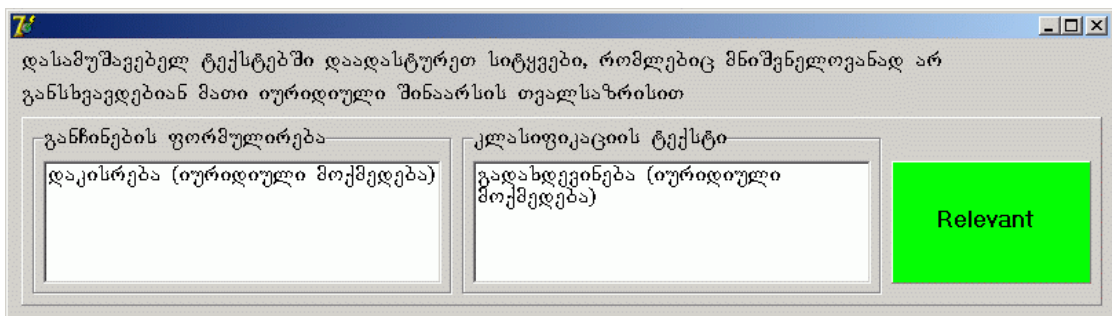 დასამუშავებელ ტექსტებში დაადასტურეთ სიტყვები, რომლებიც მნიშვნელოვანად არ
განსხვავდებიან მათი იურიდიული შინაარსის თვალსაზრისით
განჩინების ფორმულირება
კლასიფიკაციის ტექსტი
დაკისრება (იურიდიული მოქმედება)
გადახდევინება (იურიდიული
მოქმედება)
Relevant